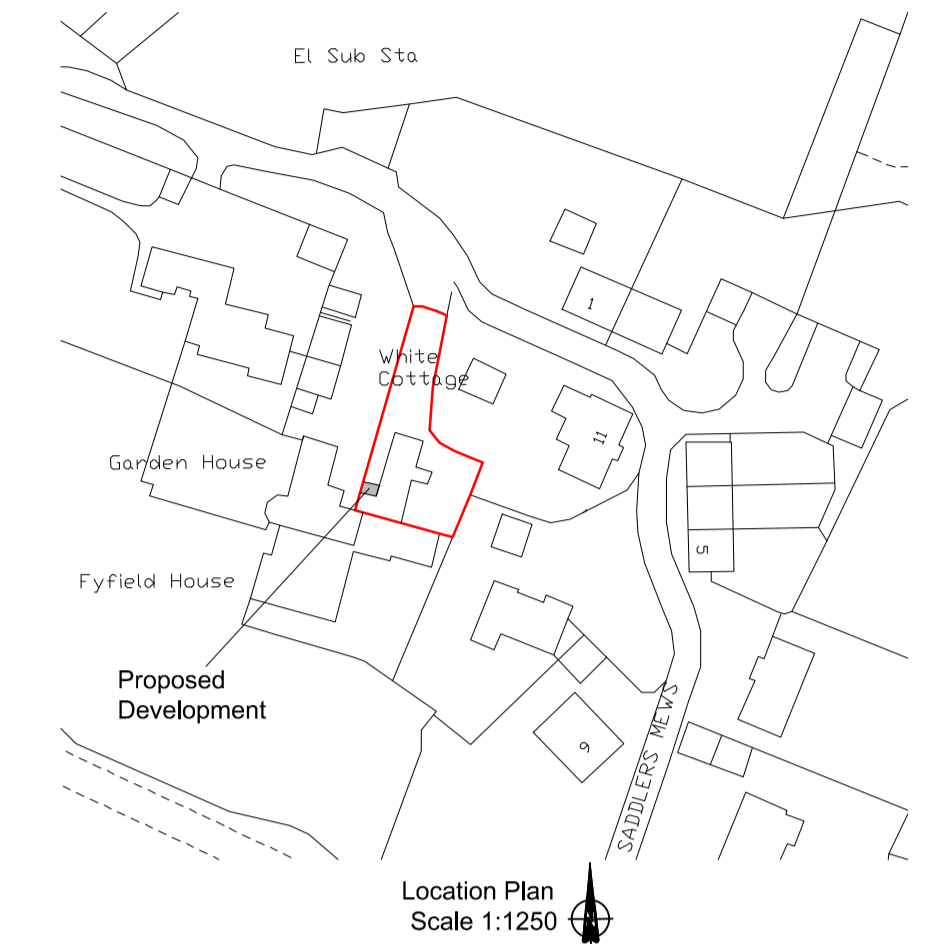 El Sub Sta
1
White
Cottage
11
Garden House
5
Fyfield House
Proposed
Development
9
SADDLERS MEWS
Location Plan
Scale 1:1250